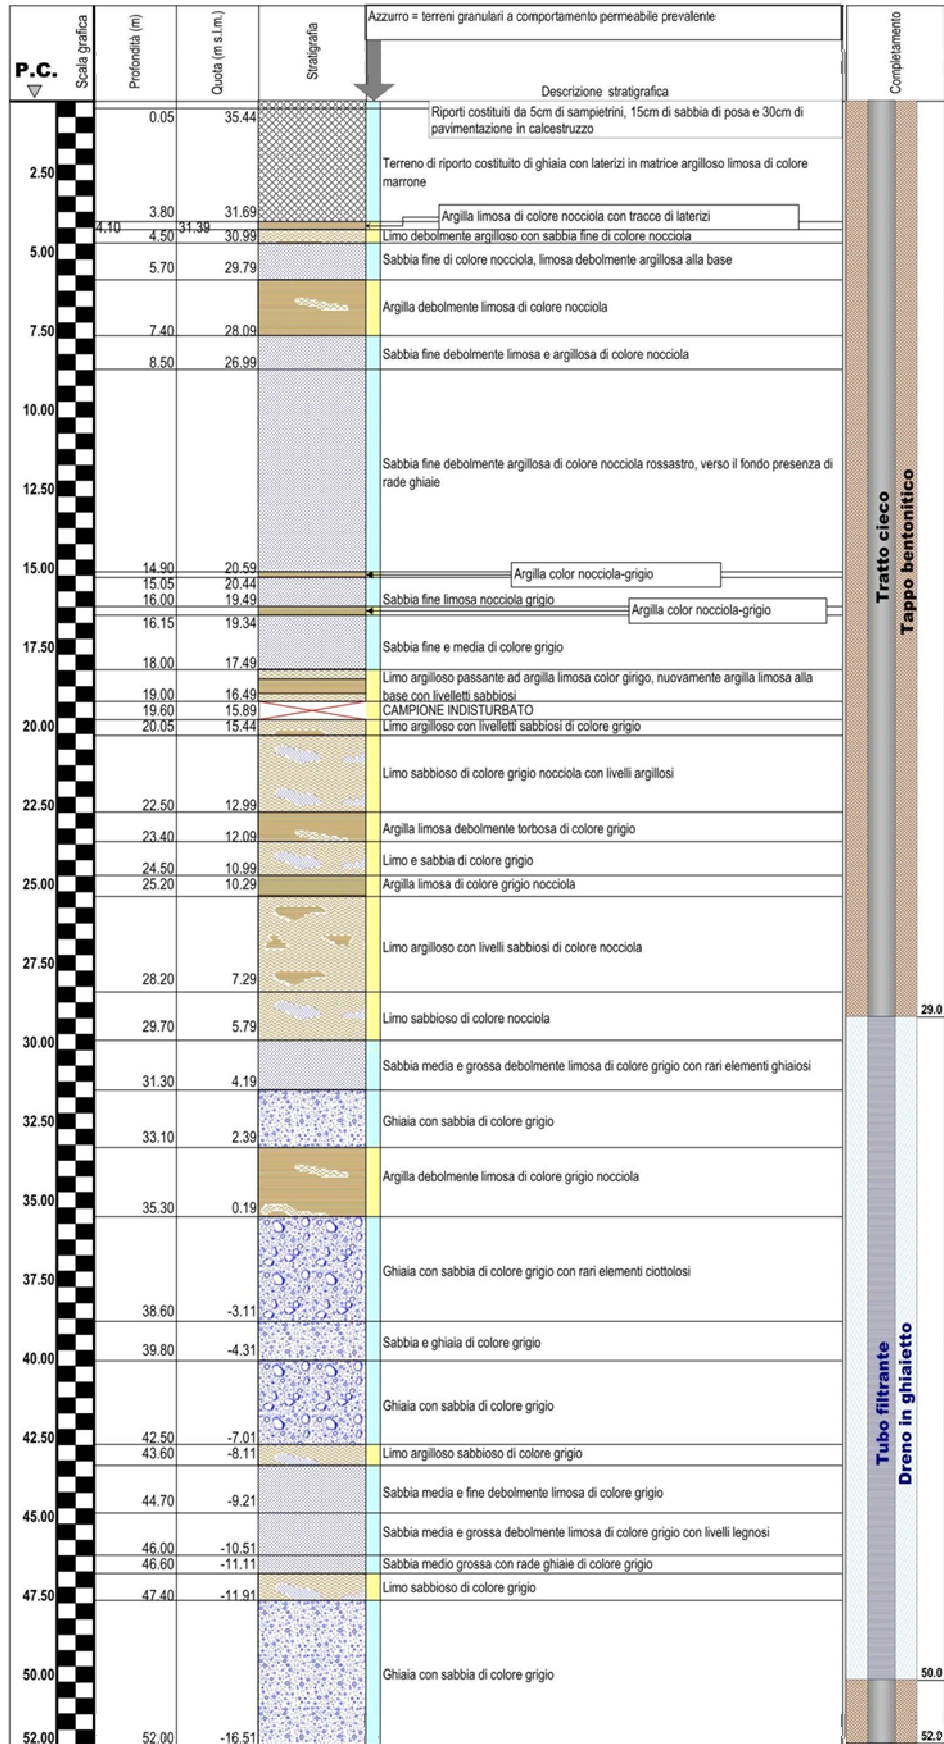 Azzurro = terreni granulari a comportamento permeabile prevalente
P.C.
Scala grafica
Profondità (m)
Quota (m s.l.m.)
Stratigrafia
Descrizione stratigrafica
Completamento
0.05 35.44
Riporti costituiti da 5cm di sampietrini, 15cm di sabbia di posa e 30cm di
pavimentazione in calcestruzzo
2.50
Terreno di riporto costituito di ghiaia con laterizi in matrice argilloso limosa di colore
marrone
3.80 31.69
Argilla limosa di colore nocciola con tracce di laterizi
4.10 31.39
4.50 30.99
Limo debolmente argilloso con sabbia fine di colore nocciola
5.00
Sabbia fine di colore nocciola, limosa debolmente argillosa alla base
5.70 29.79
Argilla debolmente limosa di colore nocciola
7.50
7.40 28.09
Sabbia fine debolmente limosa e argillosa di colore nocciola
8.50 26.99
10.00
Sabbia fine debolmente argillosa di colore nocciola rossastro, verso il fondo presenza di
rade ghiaie
12.50
15.00
14.90 20.59
Argilla color nocciola-grigio
15.05 20.44
16.00 19.49
Sabbia fine limosa nocciola grigio
Argilla color nocciola-grigio
16.15 19.34
17.50
Sabbia fine e media di colore grigio
18.00 17.49
Limo argilloso passante ad argilla limosa color girigo, nuovamente argilla limosa alla
base con livelletti sabbiosi
19.00 16.49
19.60 15.89
CAMPIONE INDISTURBATO
20.00
20.05 15.44
Limo argilloso con livelletti sabbiosi di colore grigio
Limo sabbioso di colore grigio nocciola con livelli argillosi
22.50
22.50 12.99
Argilla limosa debolmente torbosa di colore grigio
23.40 12.09
Limo e sabbia di colore grigio
24.50 10.99
25.00
25.20 10.29
Argilla limosa di colore grigio nocciola
Limo argilloso con livelli sabbiosi di colore nocciola
27.50
28.20 7.29
Limo sabbioso di colore nocciola
29.70 5.79
30.00
Sabbia media e grossa debolmente limosa di colore grigio con rari elementi ghiaiosi
31.30 4.19
32.50
Ghiaia con sabbia di colore grigio
33.10 2.39
Argilla debolmente limosa di colore grigio nocciola
35.00
35.30 0.19
Ghiaia con sabbia di colore grigio con rari elementi ciottolosi
37.50
38.60 -3.11
Sabbia e ghiaia di colore grigio
39.80 -4.31
40.00
Ghiaia con sabbia di colore grigio
42.50
42.50 -7.01
43.60 -8.11
Limo argilloso sabbioso di colore grigio
Sabbia media e fine debolmente limosa di colore grigio
44.70 -9.21
45.00
Sabbia media e grossa debolmente limosa di colore grigio con livelli legnosi
46.00 -10.51
46.60 -11.11
Sabbia medio grossa con rade ghiaie di colore grigio
47.50
47.40 -11.91
Limo sabbioso di colore grigio
50.00
Ghiaia con sabbia di colore grigio
52.00
52.00 -16.51
Tratto cieco
Tappo bentonitico
29.0
Tubo filtrante
Dreno in ghiaietto
50.0
52.0